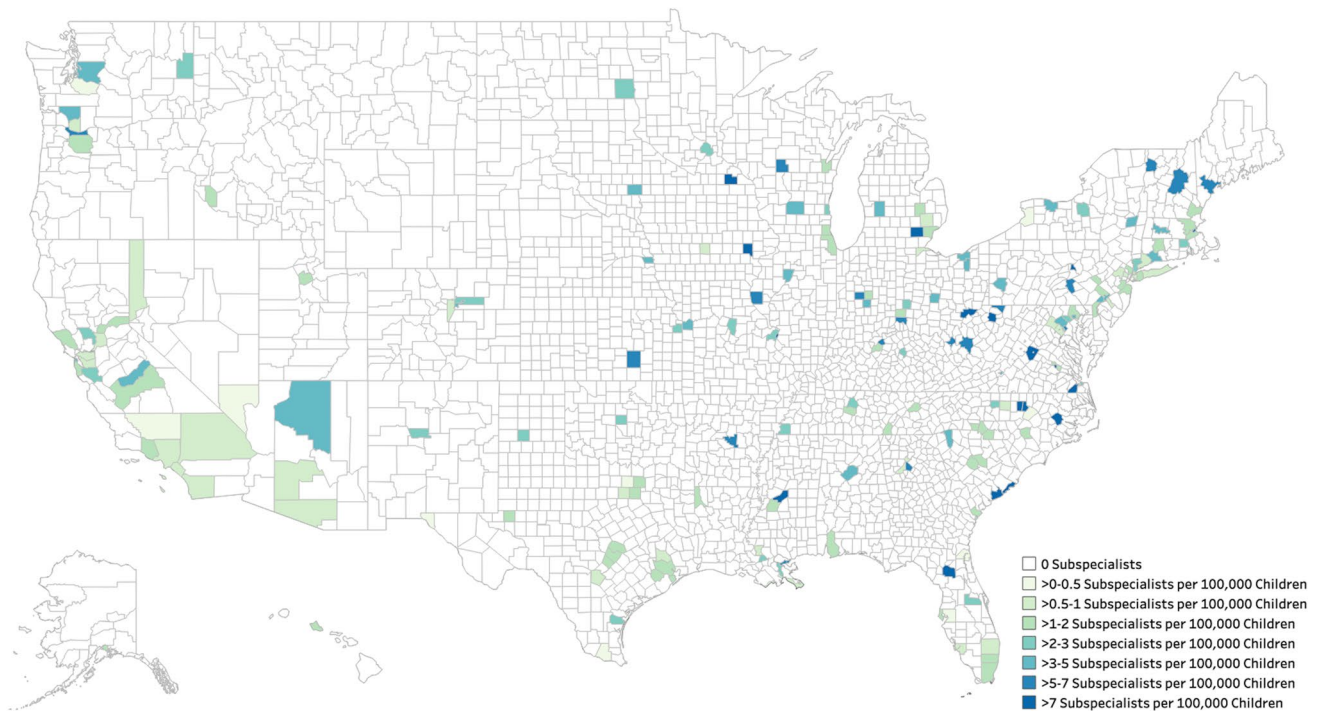 0 Subspecialists
>0-0.5 Subspecialists per 100,000 Children
>0.5-1 Subspecialists per 100,000 Children
>1-2 Subspecialists per 100,000 Children
>2-3 Subspecialists per 100,000 Children
>3-5 Subspecialists per 100,000 Children
>5-7 Subspecialists per 100,000 Children
>7 Subspecialists per 100,000 Children